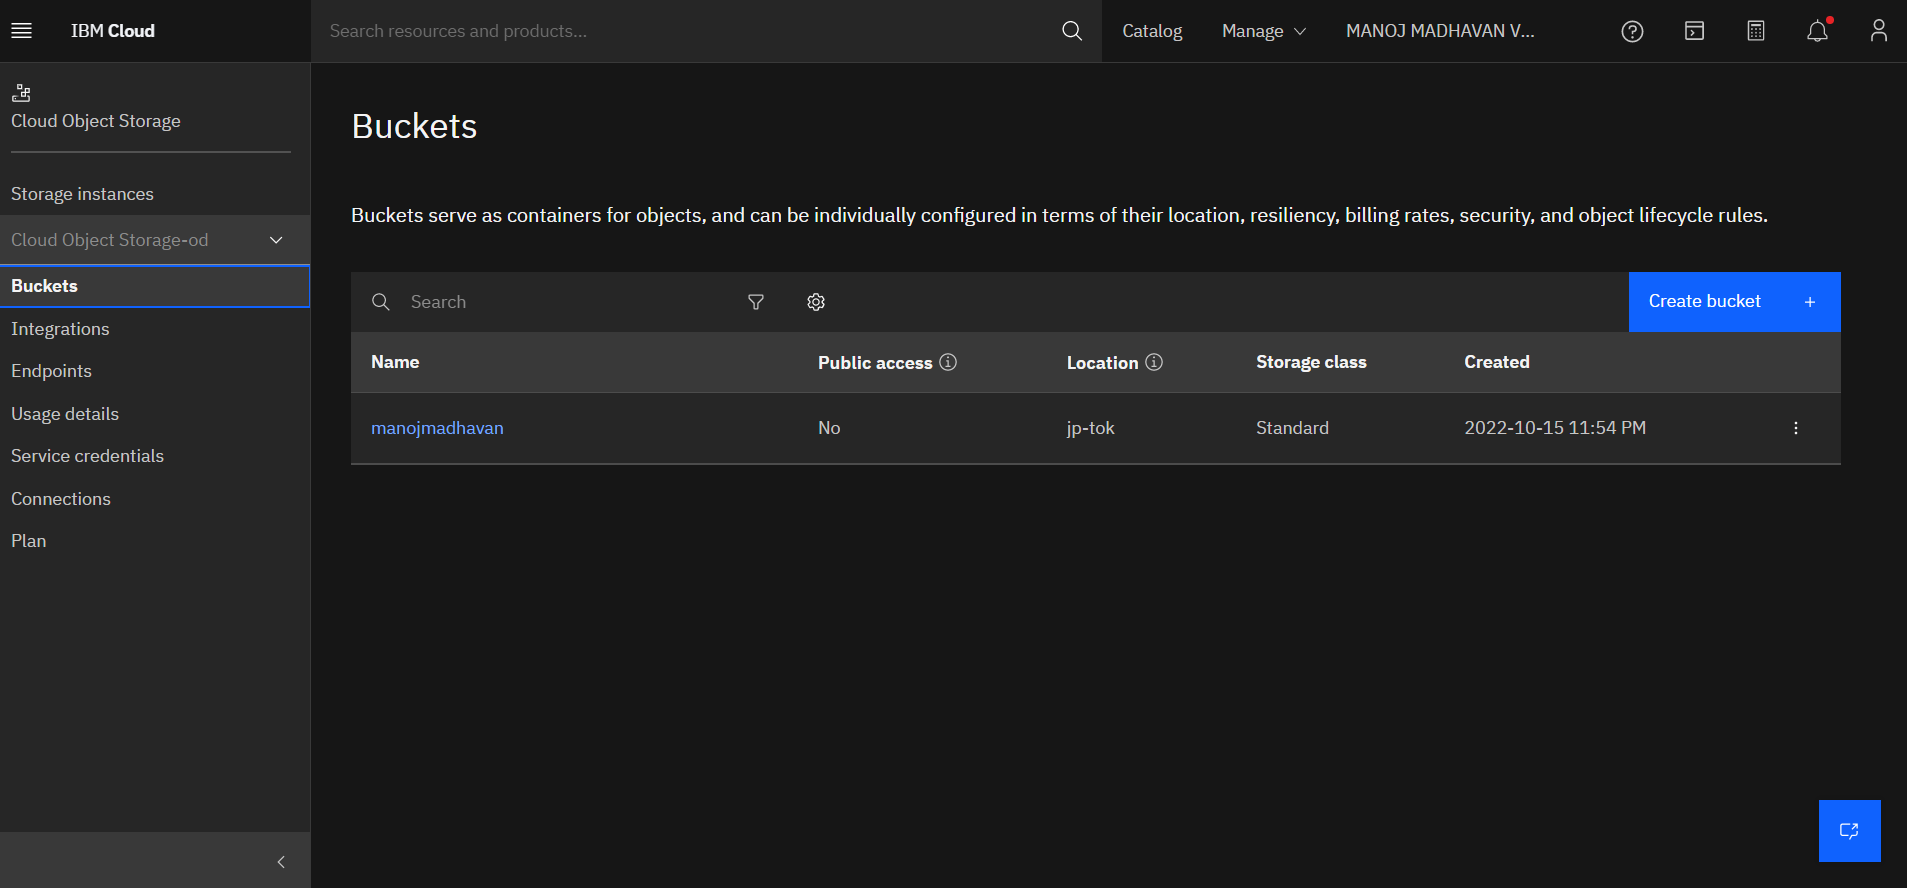 IBM Cloud
Search resources and products...
Catalog
Manage
MANOJ MADHAVAN V...
Cloud Object Storage
Storage instances
Cloud Object Storage-od
Buckets
Integrations
Endpoints
Usage details
Service credentials
Connections
Plan
Buckets
Buckets serve as containers for objects, and can be individually configured in terms of their location, resiliency, billing rates, security, and object lifecycle rules.
Search
Create bucket +
Name Public access Location Storage class Created
manojmadhavan No jp-tok Standard 2022-10-15 11:54 PM